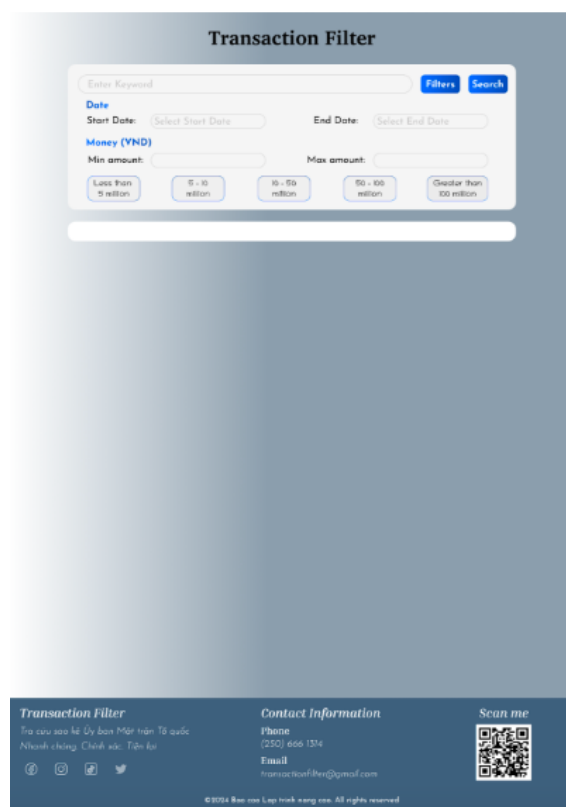 Transaction Filter
Enter Keyword
Filters
Search
Date
Start Date:
Select Start Date
End Date:
Select End Date
Money (VND)
Min amount:
Max amount:
Less than
5 million
5 - 10
million
10 - 50
million
50 - 100
million
Greater than
100 million
Transaction Filter
Tra cứu sao kê Ủy ban Mặt trận Tổ quốc
Nhanh chóng. Chính xác. Tiện lợi
Contact Information
Phone
(250) 666 1374
Email
transactionfilter@gmail.com
Scan me
©2024 Bao cao Lap trinh nang cao. All rights reserved